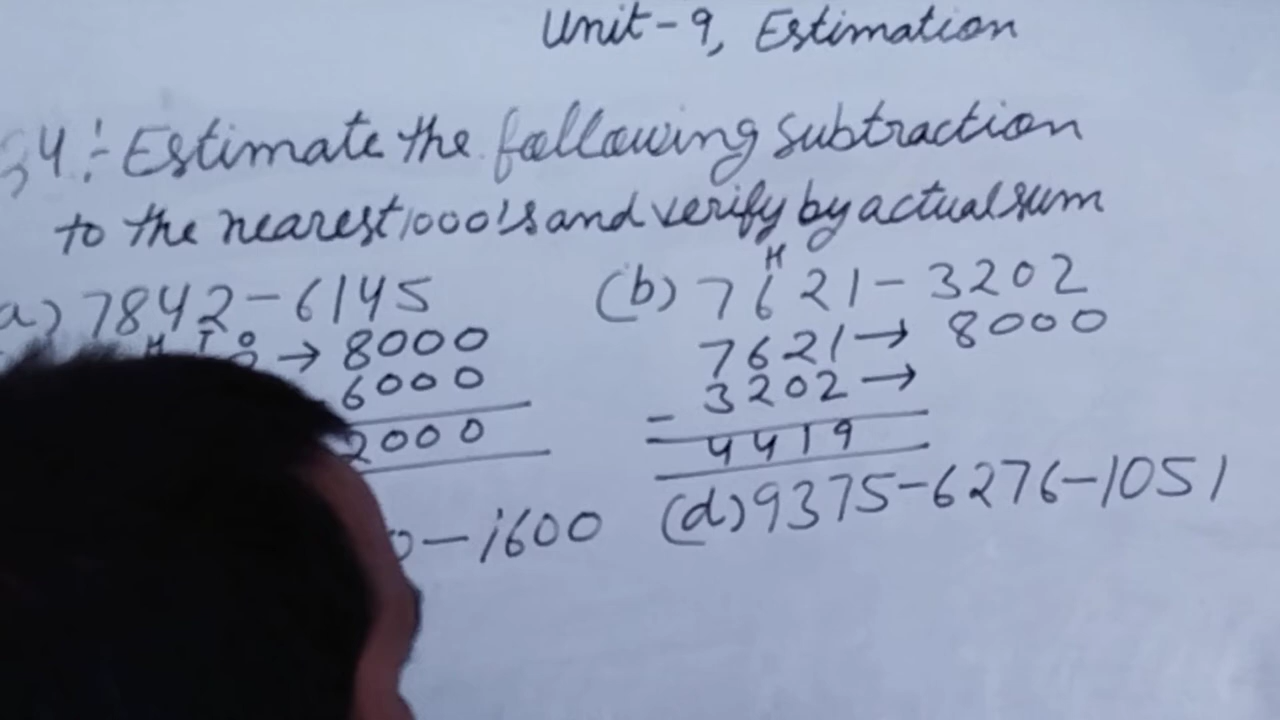 Unit-9, Estimation
4:- Estimate the following subtraction
to the nearest 1000's and verify by actual sum
a) 7842-6145
H T O → 8000
6000
2000
H
(b) 7621-3202
7621→ 8000
- 3202→
4419
-1600
(d) 9375-6276-1051